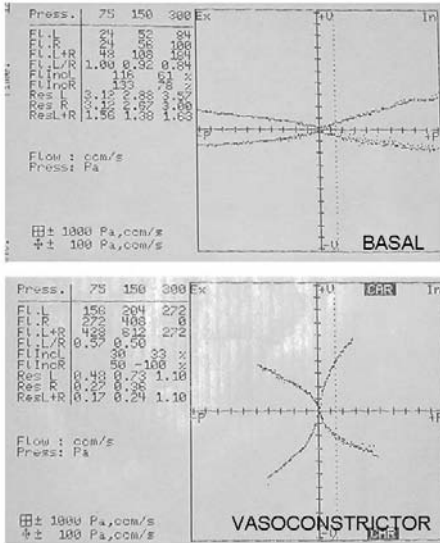 Press. 75 150 300 Ex +V In
Fl.L 24 52 84
Fl.R 24 56 100
Fl.L+R 48 108 184
Fl.L/R 1.00 0.92 0.84
FlIncL 116 61 %
FlIncR 133 78 %
Res L 3.12 2.88 3.57
Res R 3.12 2.67 3.00
ResL+R 1.56 1.38 1.63
-P +P
Flow : ccm/s
Press: Pa
± 1000 Pa,ccm/s
± 100 Pa,ccm/s
-V
BASAL
Press. 75 150 300 Ex +V CAR In
Fl.L 156 204 272
Fl.R 272 408 0
Fl.L+R 428 612 272
Fl.L/R 0.57 0.50
FlIncL 30 33 %
FlIncR 50 -100 %
Res L 0.48 0.73 1.10
Res R 0.27 0.36
ResL+R 0.17 0.24 1.10
-P +P
Flow : ccm/s
Press: Pa
± 1000 Pa,ccm/s
± 100 Pa,ccm/s
VASOCONSTRICTOR
-V CAR